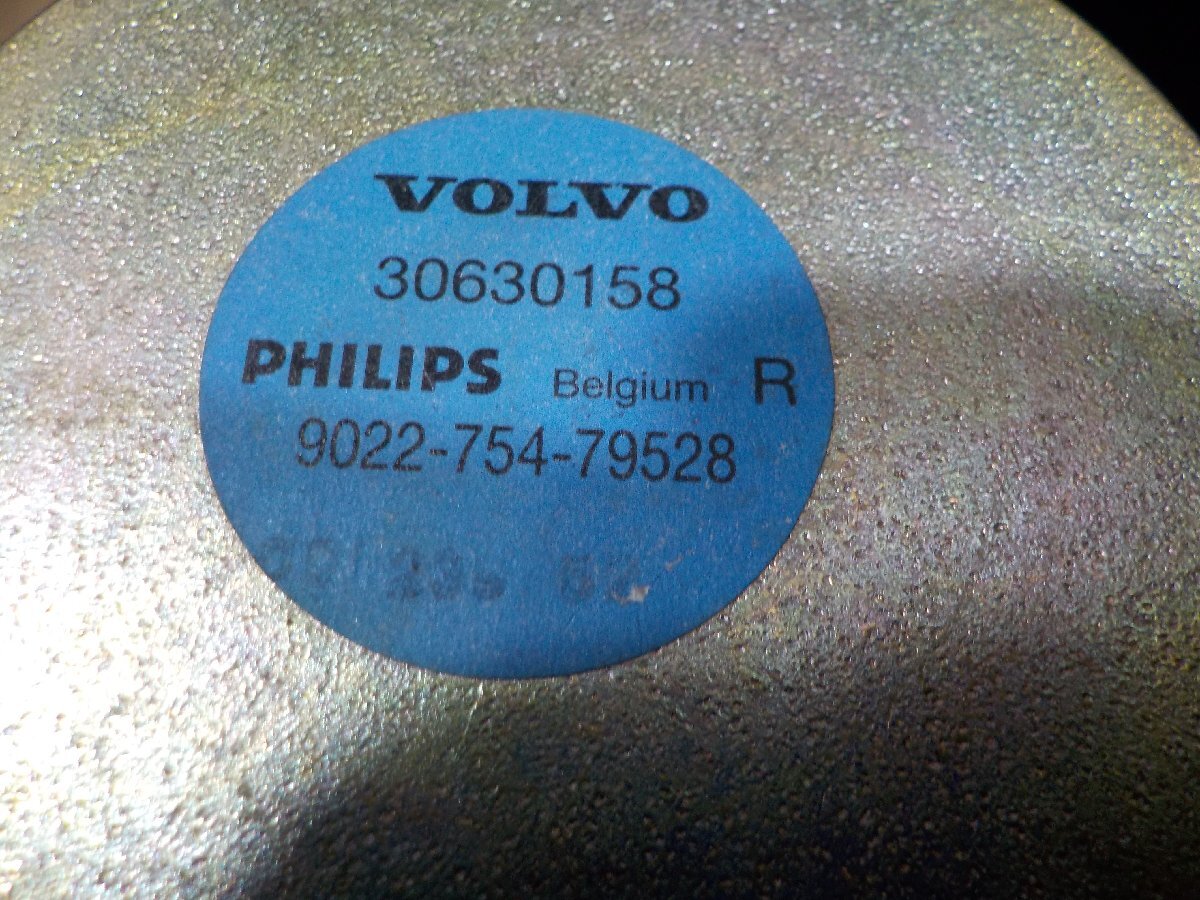 VOLVO
30630158
PHILIPS Belgium R
9022-754-79528